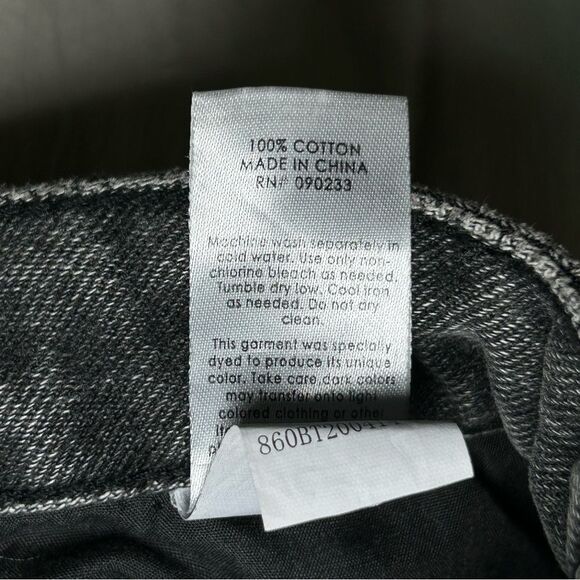 100% COTTON
MADE IN CHINA
RN# 090233
Machine wash separately in
cold water. Use only non-
chlorine bleach as needed.
Tumble dry low. Cool iron
as needed. Do not dry
clean.
This garment was specially
dyed to produce its unique
color. Take care,dark colors
may transfer onto light
colored clothing or other